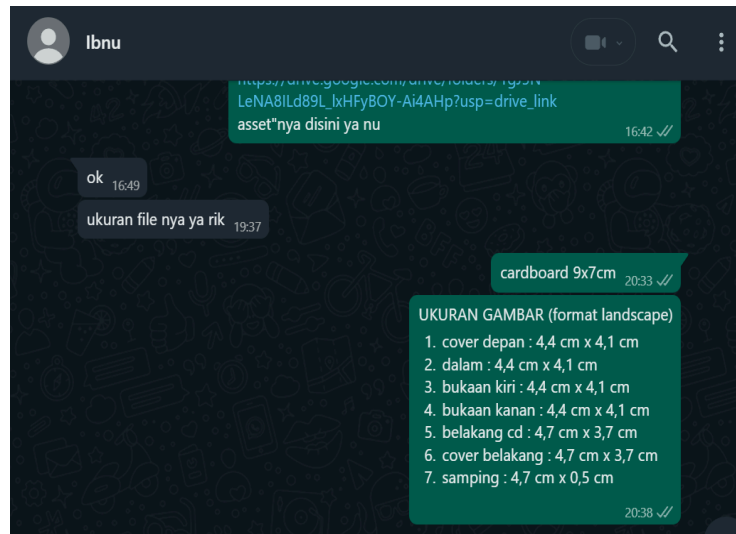 Ibnu
LeNA8ILd89L_lxHFyBOY-Ai4AHp?usp=drive_link
asset"nya disini ya nu
16:42
ok 16:49
ukuran file nya ya rik 19:37
cardboard 9x7cm 20:33
UKURAN GAMBAR (format landscape)
1. cover depan : 4,4 cm x 4,1 cm
2. dalam : 4,4 cm x 4,1 cm
3. bukaan kiri : 4,4 cm x 4,1 cm
4. bukaan kanan : 4,4 cm x 4,1 cm
5. belakang cd : 4,7 cm x 3,7 cm
6. cover belakang : 4,7 cm x 3,7 cm
7. samping : 4,7 cm x 0,5 cm
20:38